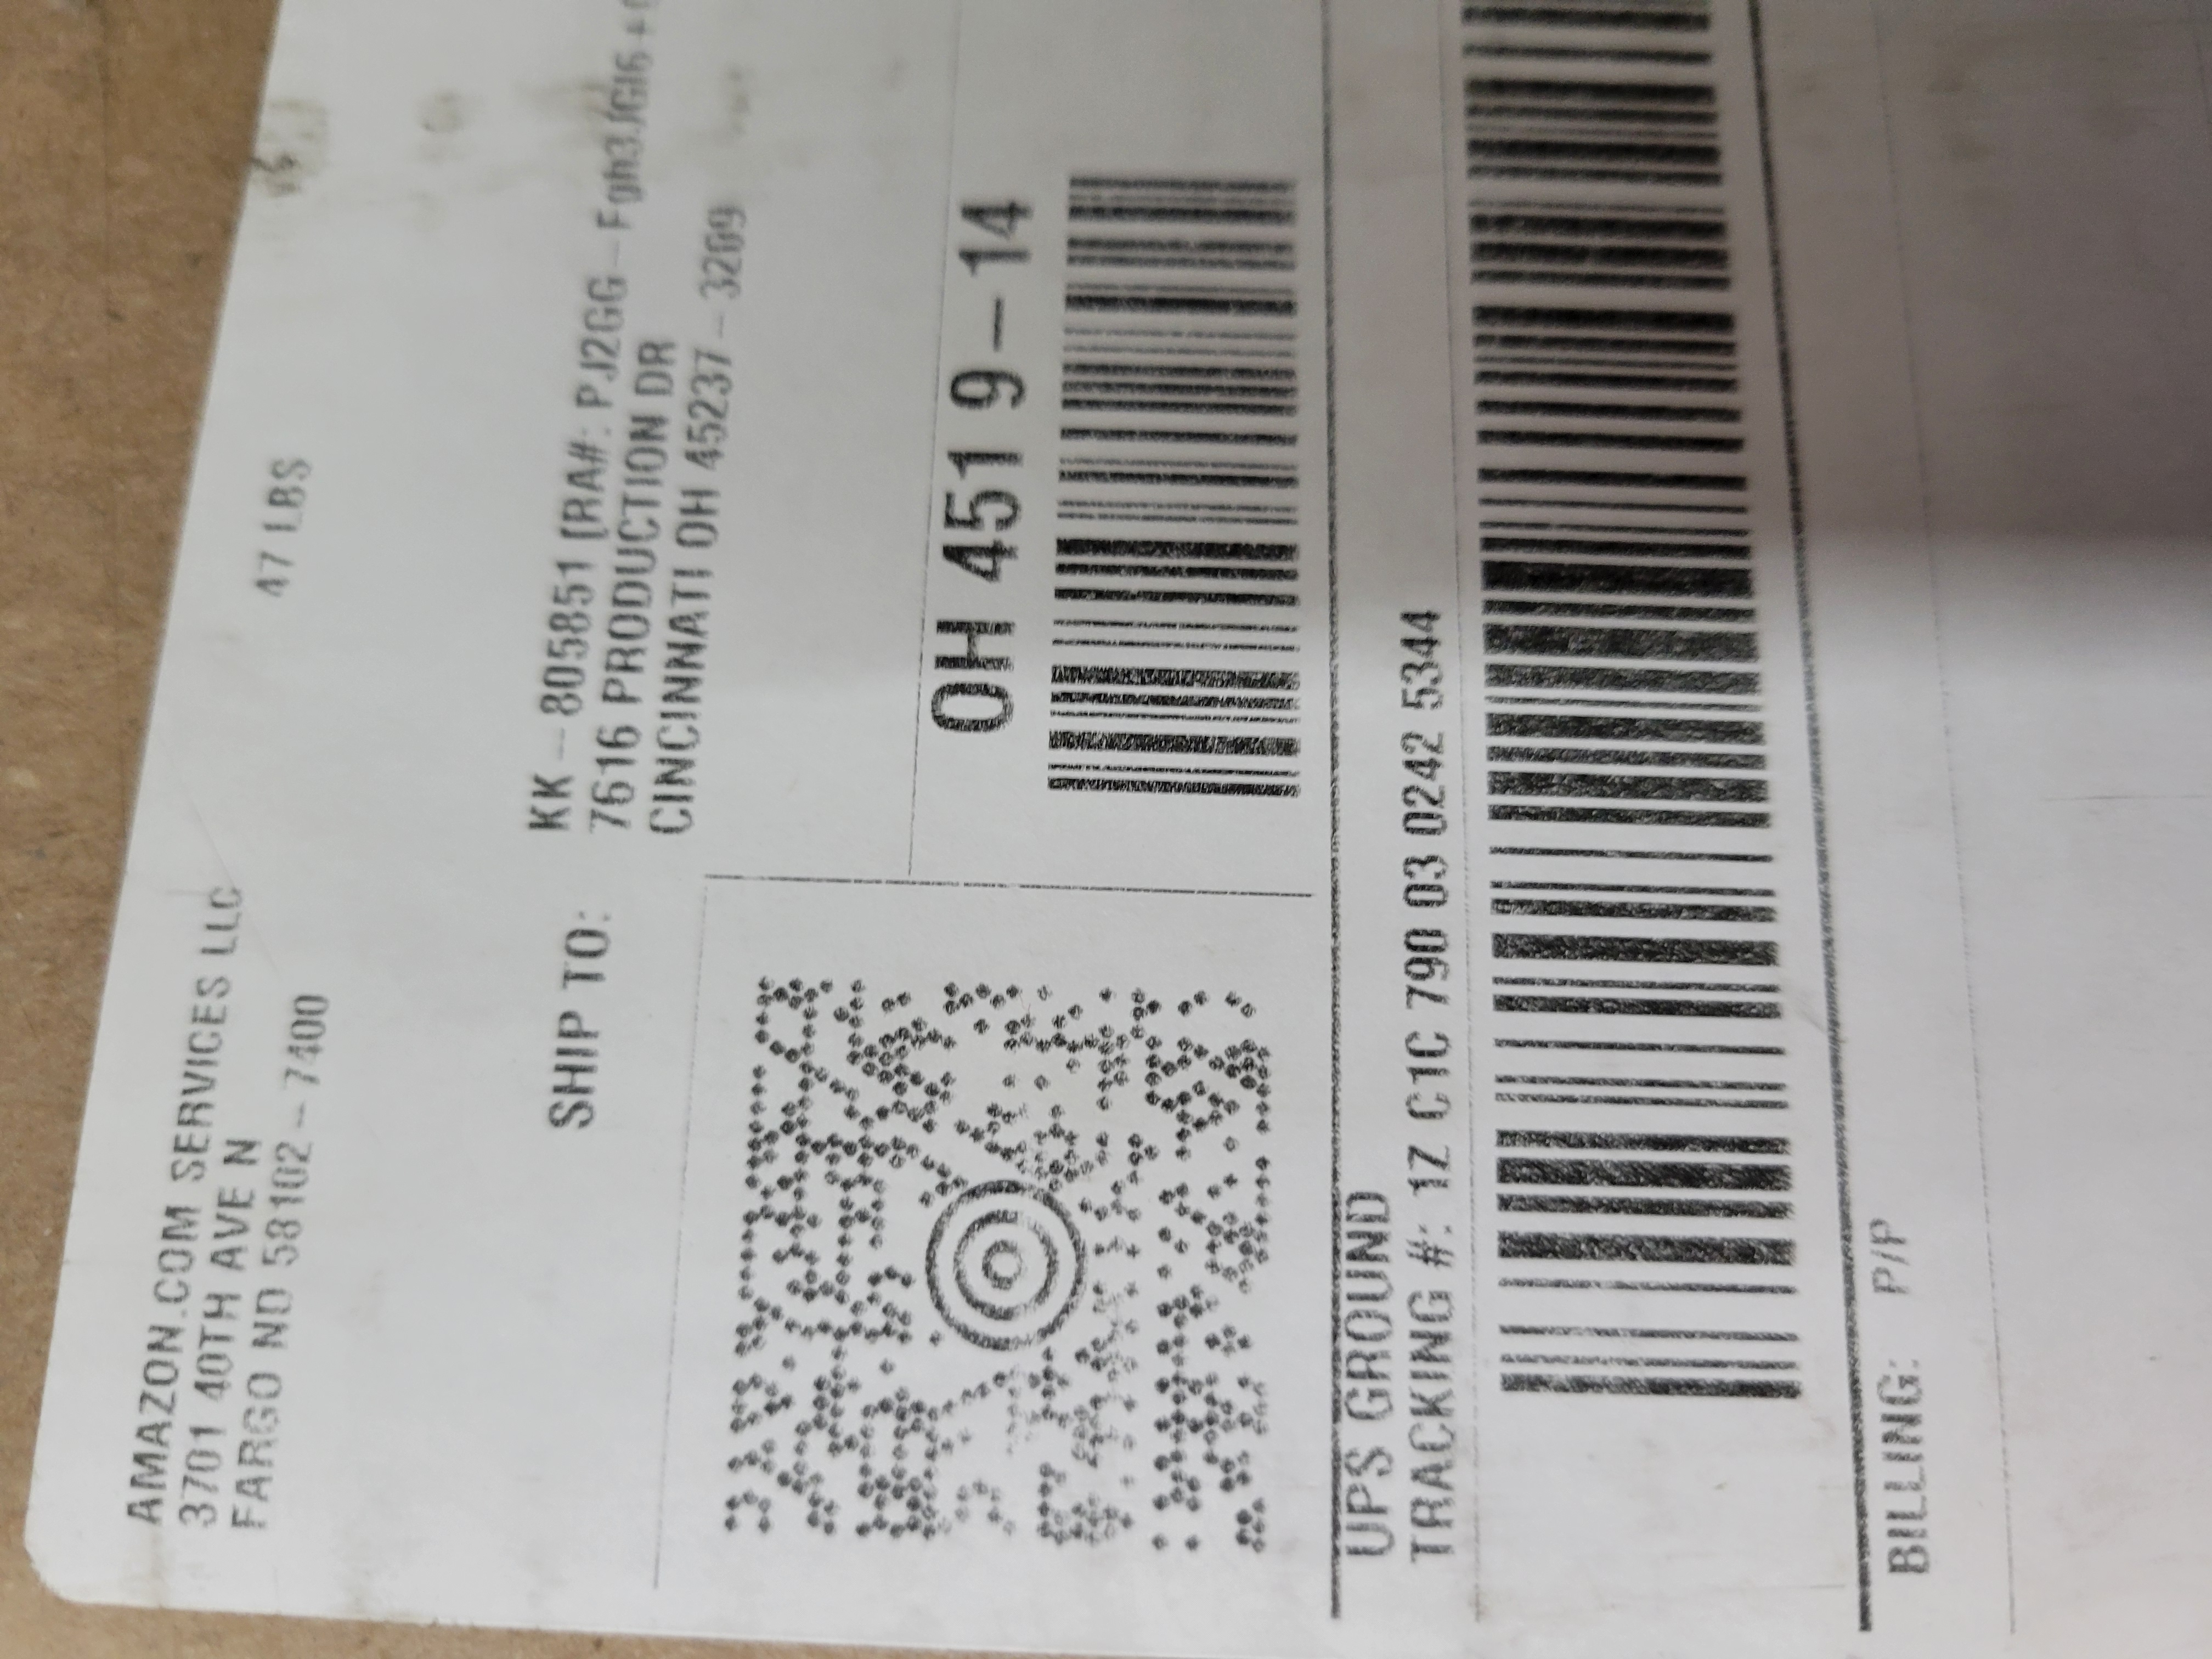 AMAZON.COM SERVICES LLC
3701 40TH AVE N
FARGO ND 58102-7400
47 LBS
SHIP TO:
KK-805851 (RA#: PJ2GG-
7616 PRODUCTION DR
CINCINNATI OH 45237-3209
OH 451 9-14
UPS GROUND
TRACKING #: 1Z C1C 790 03 0242 5344
BILLING: P/P